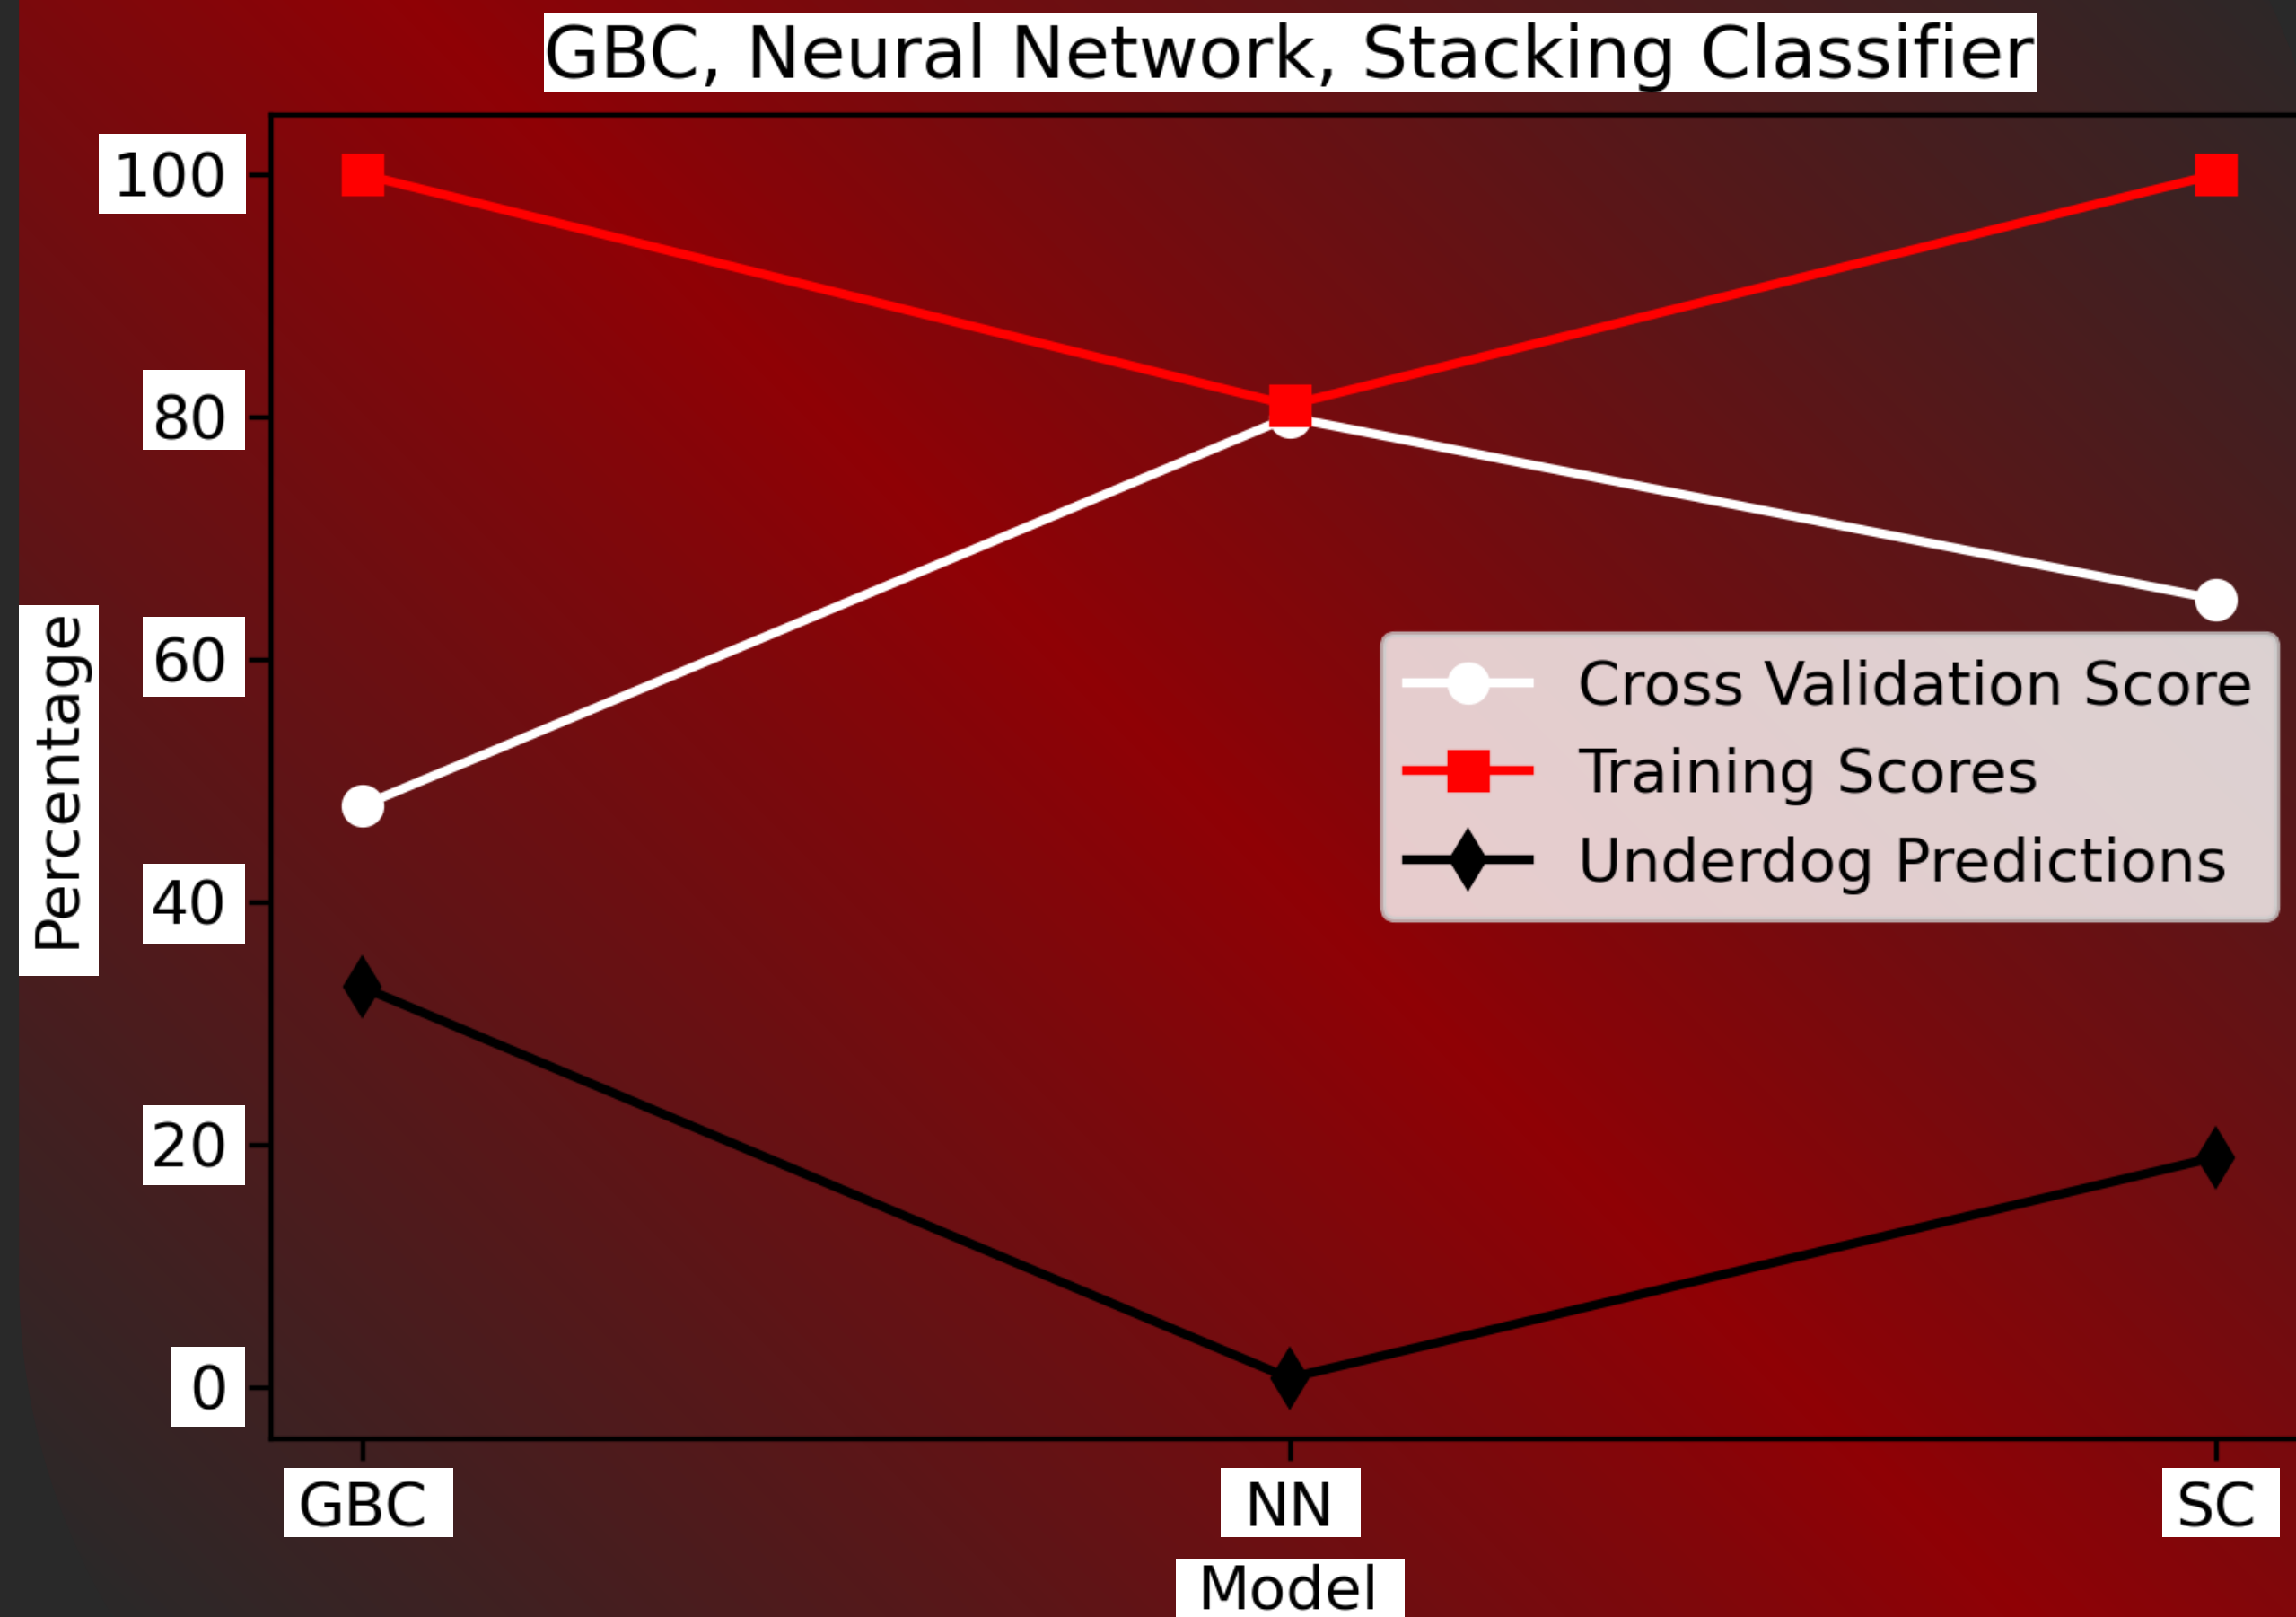 GBC, Neural Network, Stacking Classifier
100
80
60
40
20
0
Percentage
Cross Validation Score
Training Scores
Underdog Predictions
GBC
NN
SC
Model